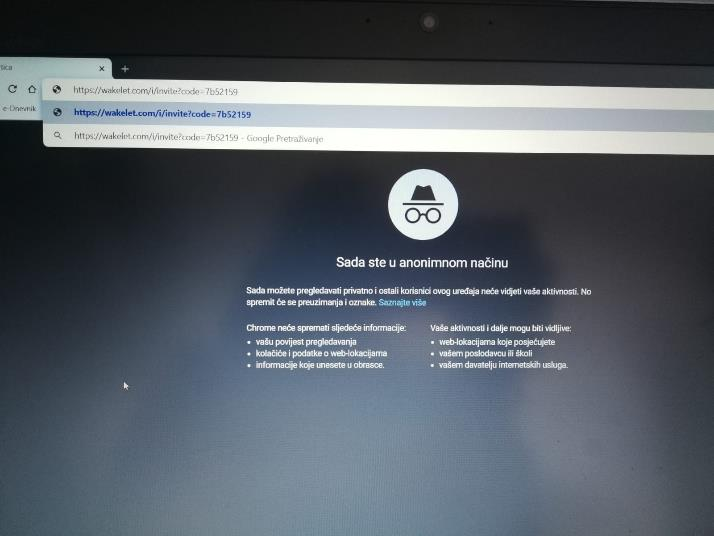 https://wakelet.com/i/invite?code=7b52159
e-Dnevnik
https://wakelet.com/i/invite?code=7b52159
https://wakelet.com/i/invite?code=7b52159 - Google Pretraživanje
Sada ste u anonimnom načinu
Sada možete pregledavati privatno i ostali korisnici ovog uređaja neće vidjeti vaše aktivnosti. No
spremit će se preuzimanja i oznake. Saznajte više
Chrome neće spremati sljedeće informacije:
• vašu povijest pregledavanja
• kolačiće i podatke o web-lokacijama
• informacije koje unesete u obrasce.
Vaše aktivnosti i dalje mogu biti vidljive:
• web-lokacijama koje posjećujete
• vašem poslodavcu ili školi
• vašem davatelju internetskih usluga.